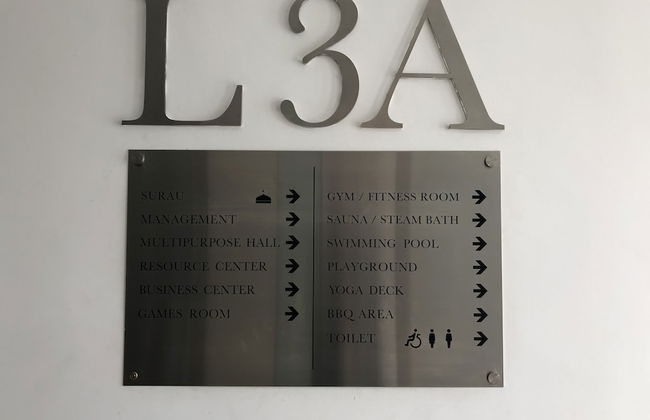 L 3A
SURAU
MANAGEMENT
MULTIPURPOSE HALL
RESOURCE CENTER
BUSINESS CENTER
GAMES ROOM
GYM / FITNESS ROOM
SAUNA / STEAM BATH
SWIMMING POOL
PLAYGROUND
YOGA DECK
BBQ AREA
TOILET